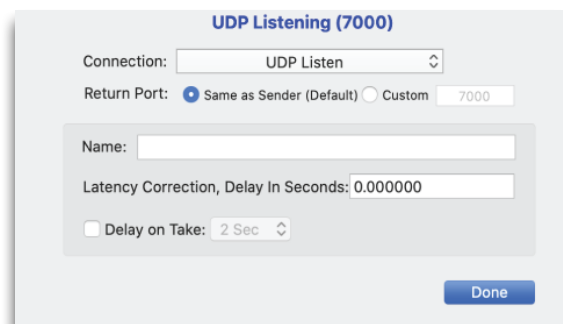 UDP Listening (7000)
Connection: UDP Listen
Return Port: Same as Sender (Default) Custom 7000
Name:
Latency Correction, Delay In Seconds: 0.000000
Delay on Take: 2 Sec
Done